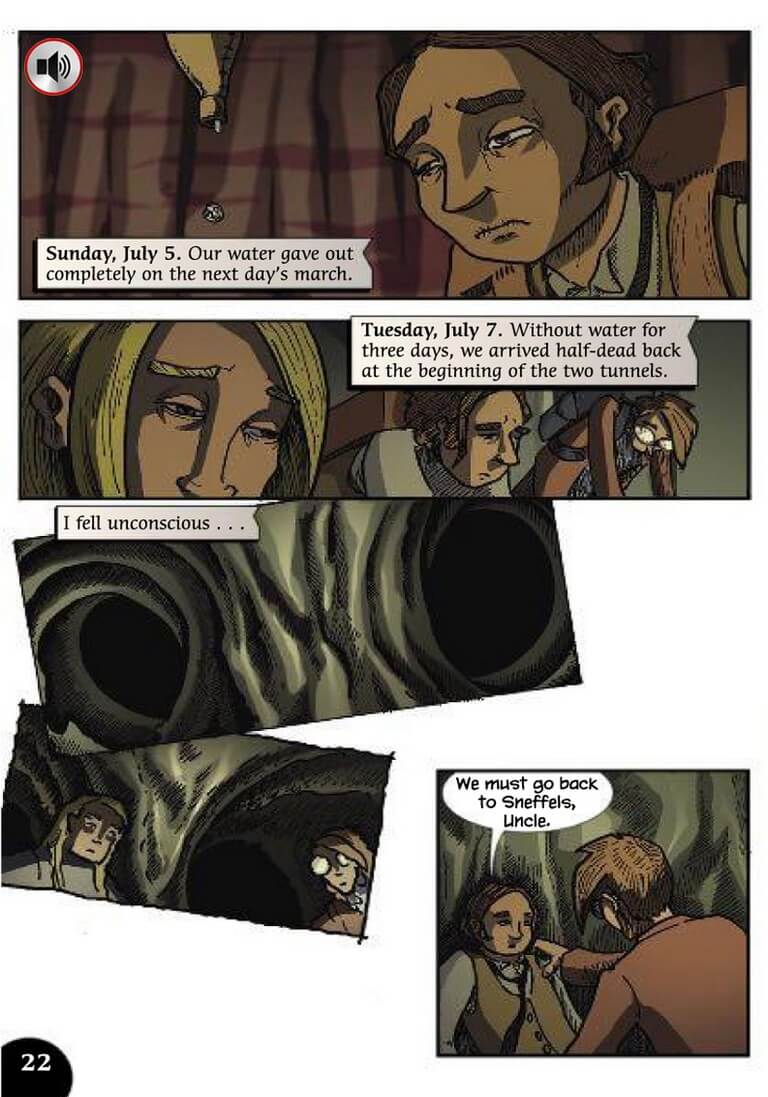 Sunday, July 5. Our water gave out
completely on the next day's march.
Tuesday, July 7. Without water for
three days, we arrived half-dead back
at the beginning of the two tunnels.
I fell unconscious . . .
We must go back
to Sneffels,
Uncle.
22